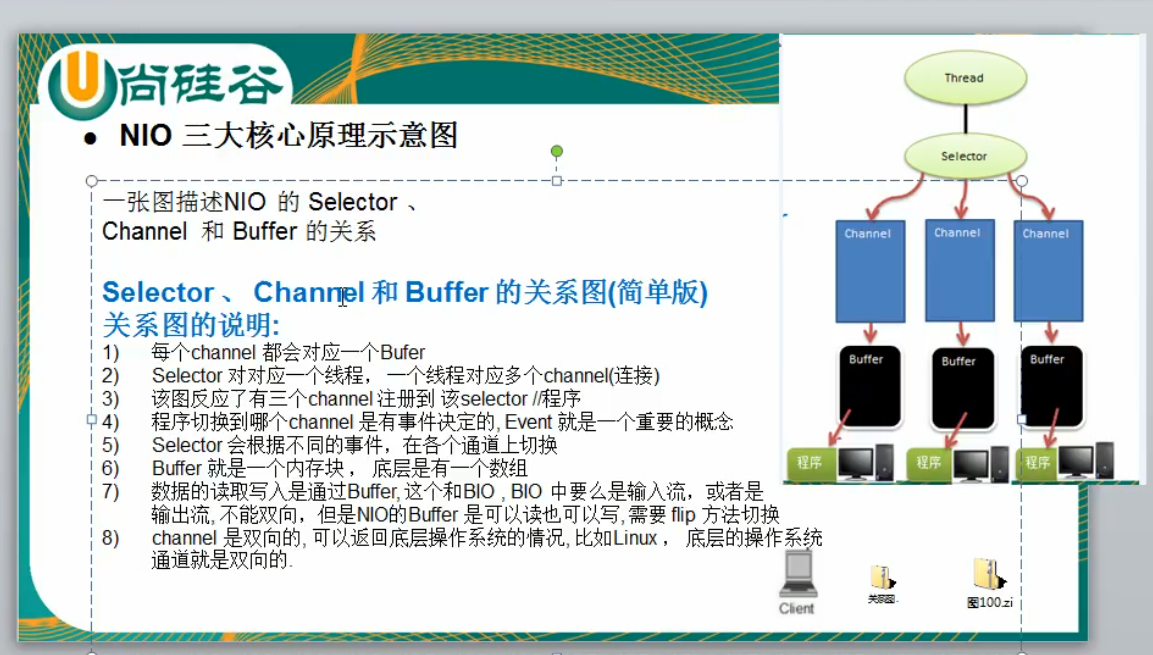 尚硅谷
● NIO 三大核心原理示意图
一张图描述NIO 的 Selector 、
Channel 和 Buffer 的关系
Selector 、 Channel 和 Buffer 的关系图(简单版)
关系图的说明:
1) 每个channel 都会对应一个Bufer
2) Selector 对对应一个线程， 一个线程对应多个channel(连接)
3) 该图反应了有三个channel 注册到 该selector //程序
4) 程序切换到哪个channel 是有事件决定的, Event 就是一个重要的概念
5) Selector 会根据不同的事件，在各个通道上切换
6) Buffer 就是一个内存块 ， 底层是有一个数组
7) 数据的读取写入是通过Buffer, 这个和BIO , BIO 中要么是输入流，或者是
输出流, 不能双向，但是NIO的Buffer 是可以读也可以写, 需要 flip 方法切换
8) channel 是双向的, 可以返回底层操作系统的情况, 比如Linux ， 底层的操作系统
通道就是双向的.
Thread
Selector
Channel Channel Channel
Buffer Buffer Buffer
程序 程序 程序
Client
关系图.
图100.zi